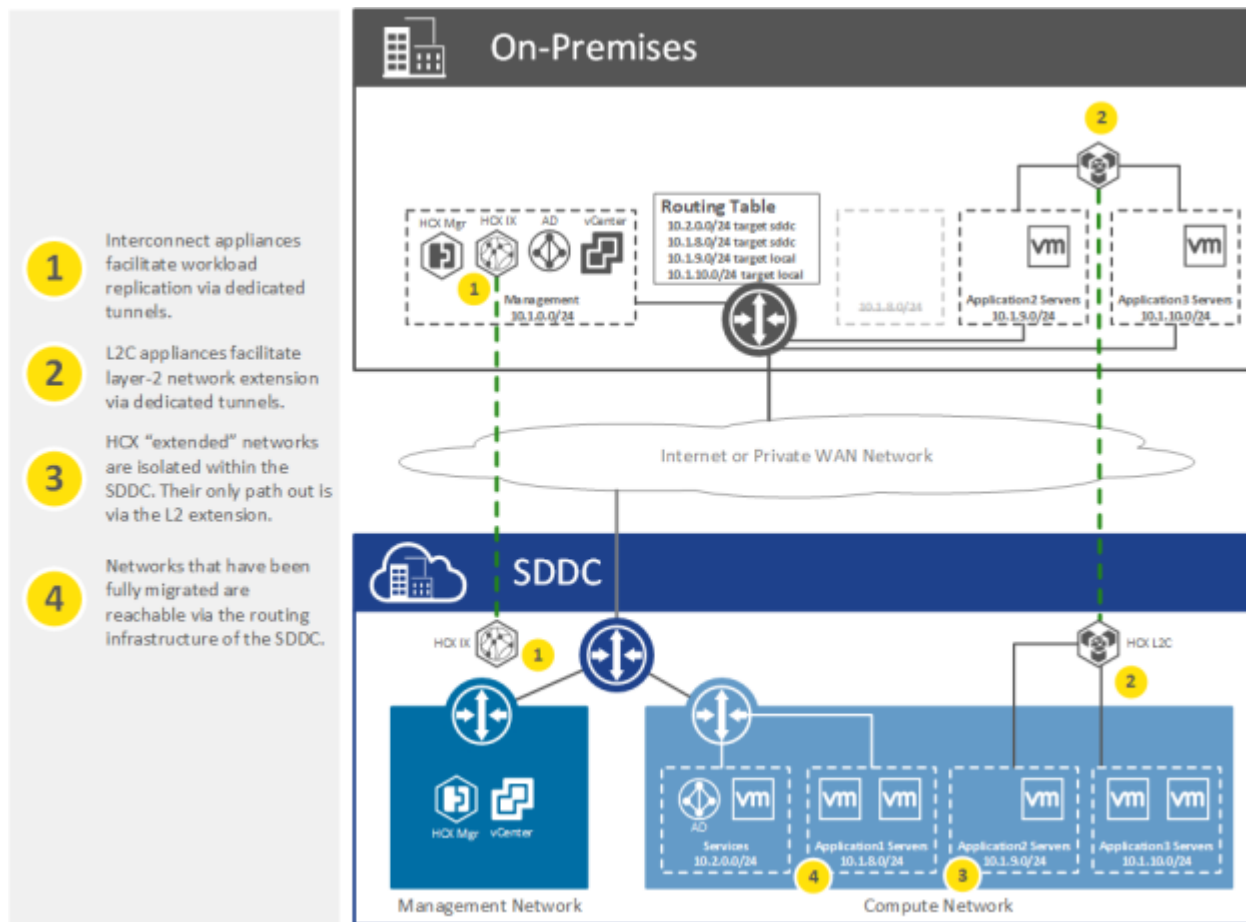 On-Premises
2
HCX Mgr
HCX IX
AD
vCenter
1
Management
10.1.0.0/24
Routing Table
10.2.0.0/24 target sddc
10.1.8.0/24 target sddc
10.1.9.0/24 target local
10.1.10.0/24 target local
10.1.8.0/24
vm
Application2 Servers
10.1.9.0/24
vm
Application3 Servers
10.1.10.0/24
1
Interconnect appliances
facilitate workload
replication via dedicated
tunnels.
2
L2C appliances facilitate
layer-2 network extension
via dedicated tunnels.
3
HCX “extended” networks
are isolated within the
SDDC. Their only path out is
via the L2 extension.
4
Networks that have been
fully migrated are
reachable via the routing
infrastructure of the SDDC.
Internet or Private WAN Network
SDDC
HCX IX
1
HCX L2C
2
HCX Mgr
vCenter
Management Network
AD
vm
Services
10.2.0.0/24
vm
vm
Application1 Servers
10.1.8.0/24
4
vm
Application2 Servers
10.1.9.0/24
3
vm
vm
Application3 Servers
10.1.10.0/24
Compute Network